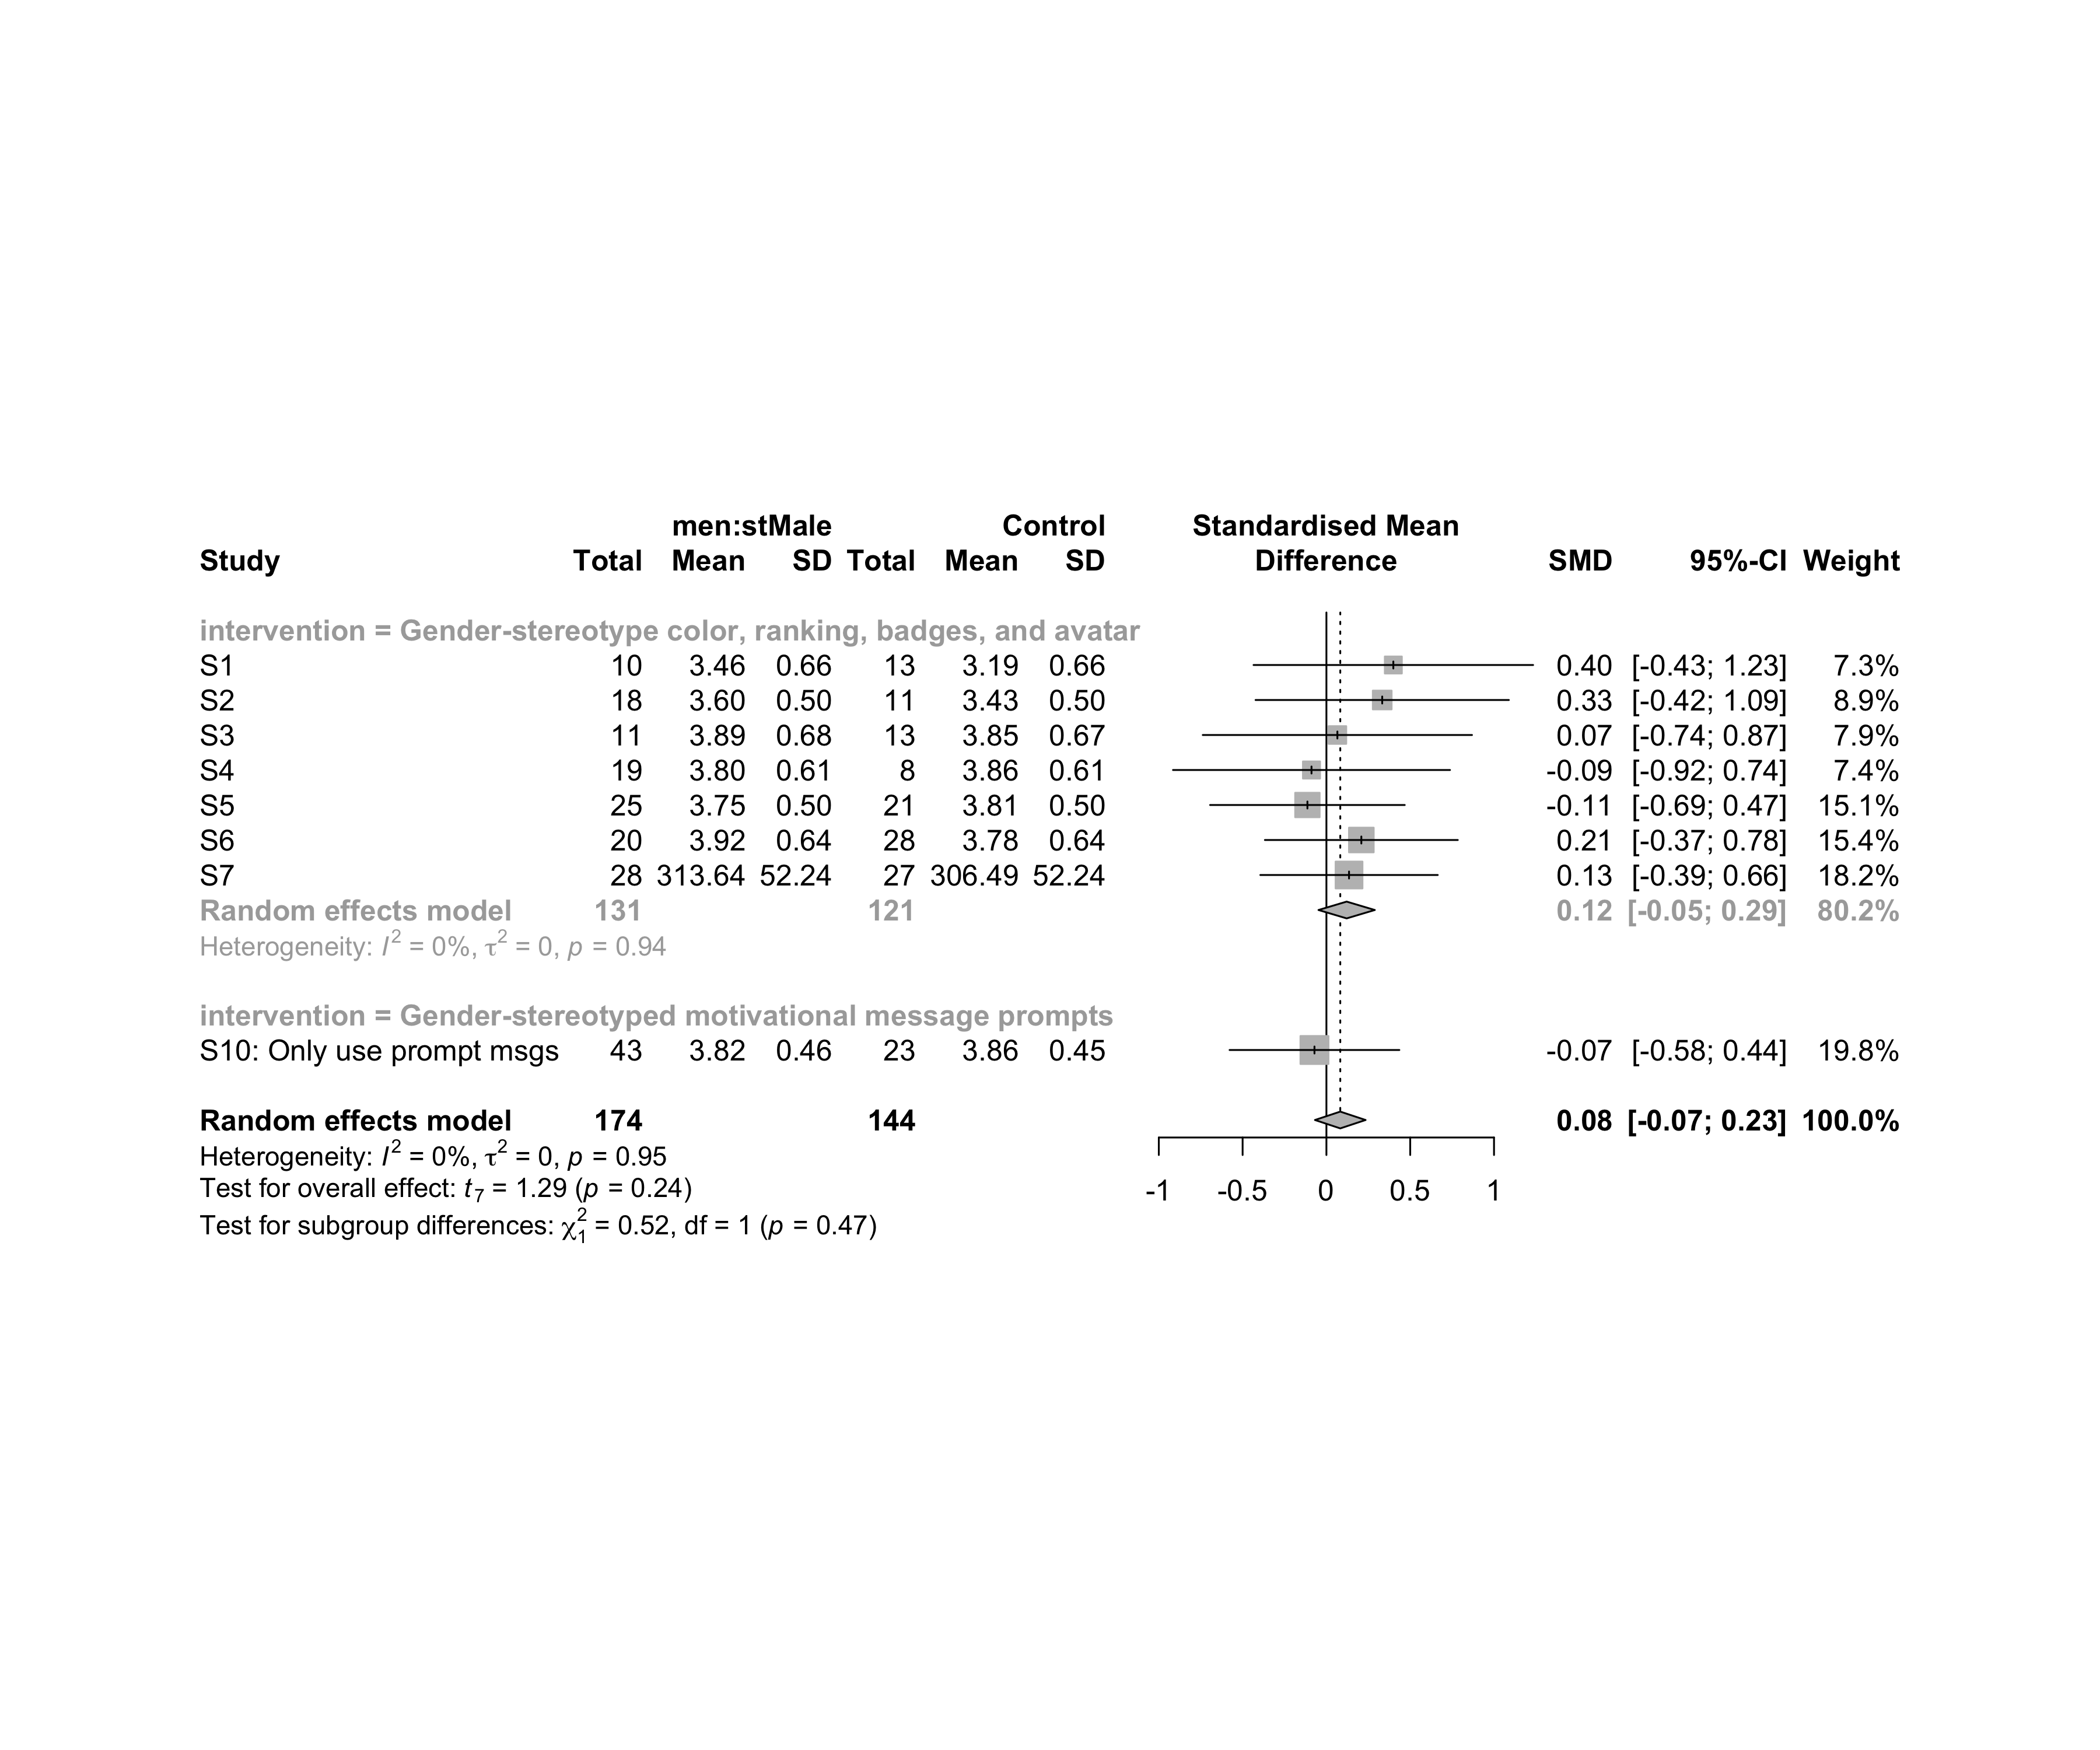 men:stMale Control Standardised Mean
Study Total Mean SD Total Mean SD Difference SMD 95%-CI Weight
intervention = Gender-stereotype color, ranking, badges, and avatar
S1 10 3.46 0.66 13 3.19 0.66 0.40 [-0.43; 1.23] 7.3%
S2 18 3.60 0.50 11 3.43 0.50 0.33 [-0.42; 1.09] 8.9%
S3 11 3.89 0.68 13 3.85 0.67 0.07 [-0.74; 0.87] 7.9%
S4 19 3.80 0.61 8 3.86 0.61 -0.09 [-0.92; 0.74] 7.4%
S5 25 3.75 0.50 21 3.81 0.50 -0.11 [-0.69; 0.47] 15.1%
S6 20 3.92 0.64 28 3.78 0.64 0.21 [-0.37; 0.78] 15.4%
S7 28 313.64 52.24 27 306.49 52.24 0.13 [-0.39; 0.66] 18.2%
Random effects model 131 121 0.12 [-0.05; 0.29] 80.2%
Heterogeneity: I² = 0%, τ² = 0, p = 0.94
intervention = Gender-stereotyped motivational message prompts
S10: Only use prompt msgs 43 3.82 0.46 23 3.86 0.45 -0.07 [-0.58; 0.44] 19.8%
Random effects model 174 144 0.08 [-0.07; 0.23] 100.0%
Heterogeneity: I² = 0%, τ² = 0, p = 0.95
Test for overall effect: t₇ = 1.29 (p = 0.24)
-1 -0.5 0 0.5 1
Test for subgroup differences: χ²₁ = 0.52, df = 1 (p = 0.47)